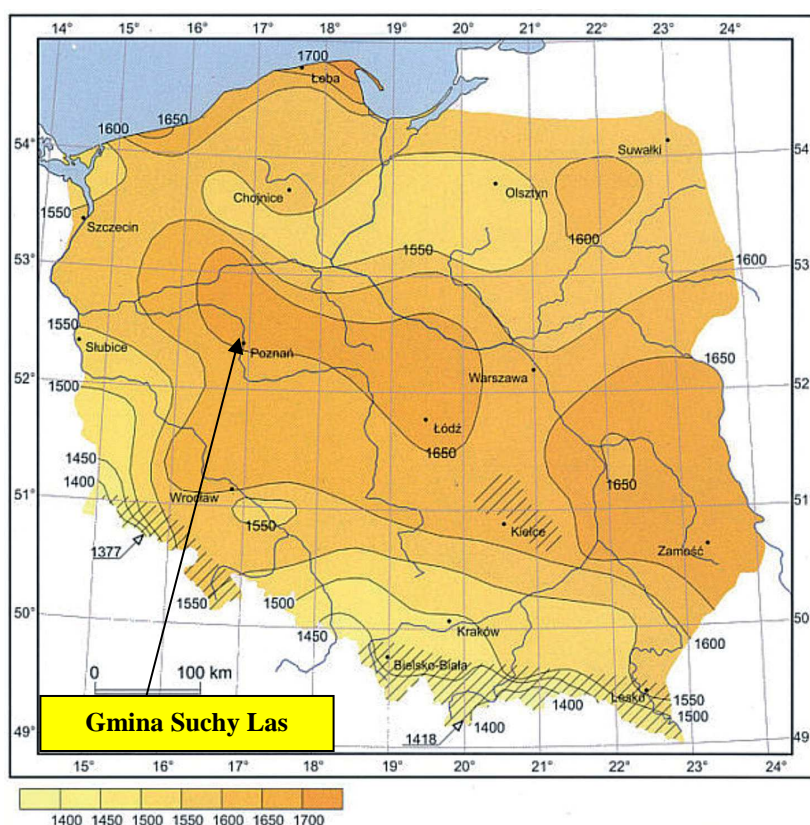 14° 15° 16° 17° 18° 19° 20° 21° 22° 23°
1700
Łeba
1650
1600
54° 54
Suwałki
Chojnice
Olsztyn
1550
Szczecin
1550
1600
53° 1600 53
1550
Słubice
Poznań
1650
Warszawa
52° 52
1500
Łódź
1650
1450
1650
51° 1400 51
Wrocław
1550
Kielce
1377
Zamość
50° 1550 1500 50
1450
Kraków
1600
0 100 km
Bielsko-Biała
Lesko
1550
1500
Gmina Suchy Las
1400
1400
1418
49° 49
15° 16° 17° 18° 19° 20° 21° 22° 23° 24°
1400 1450 1500 1550 1600 1650 1700